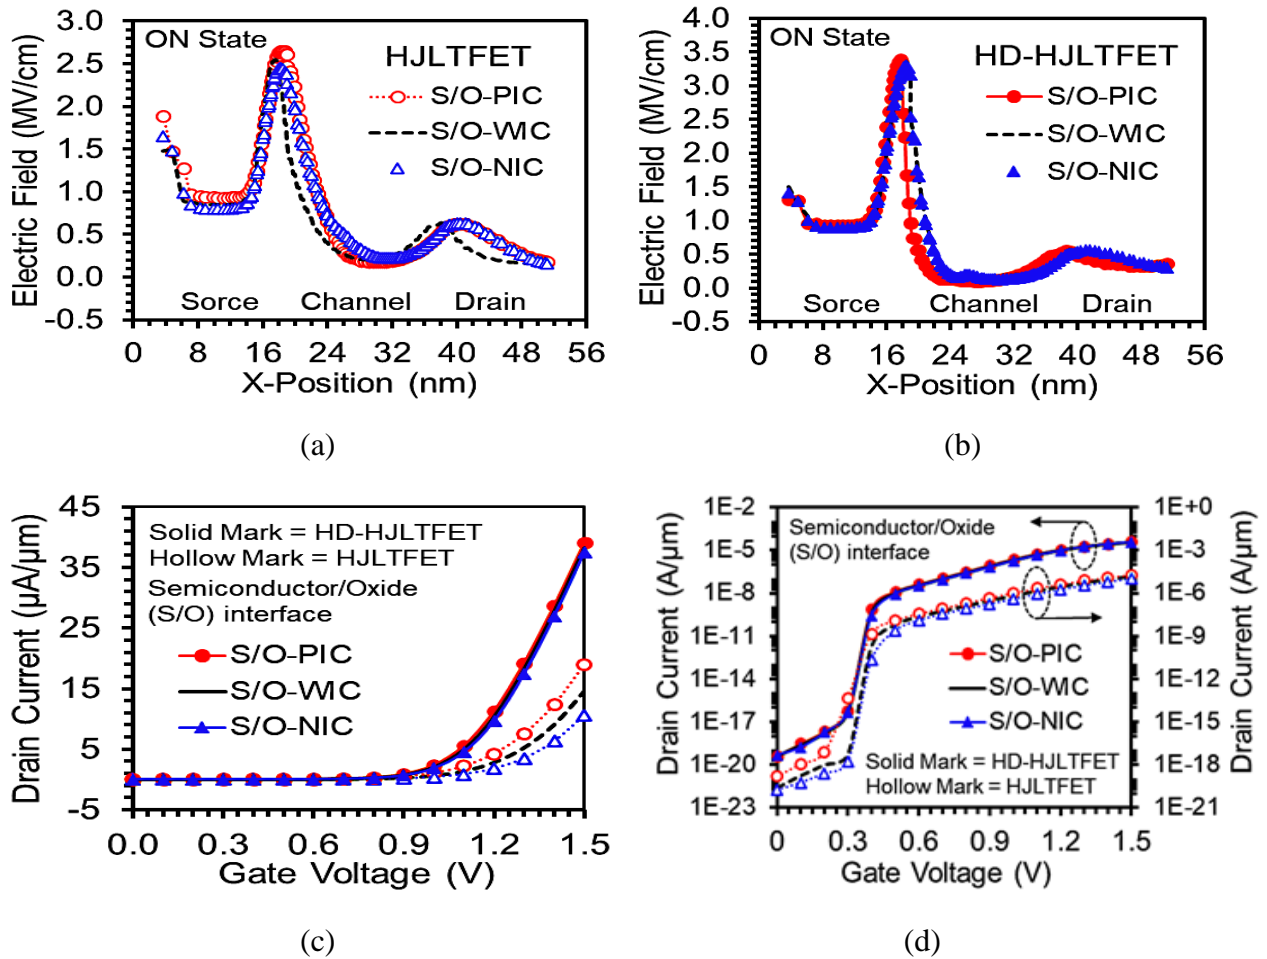 3.0
2.5
2.0
1.5
1.0
0.5
0.0
-0.5
Electric Field (MV/cm)
ON State
HJLTFET
S/O-PIC
S/O-WIC
S/O-NIC
Sorce Channel Drain
0 8 16 24 32 40 48 56
X-Position (nm)
(a)
4.0
3.5
3.0
2.5
2.0
1.5
1.0
0.5
0.0
-0.5
Electric Field (MV/cm)
ON State
HD-HJLTFET
S/O-PIC
S/O-WIC
S/O-NIC
Sorce Channel Drain
0 8 16 24 32 40 48 56
X-Position (nm)
(b)
45
35
25
15
5
-5
Drain Current (µA/µm)
Solid Mark = HD-HJLTFET
Hollow Mark = HJLTFET
Semiconductor/Oxide
(S/O) interface
S/O-PIC
S/O-WIC
S/O-NIC
0.0 0.3 0.6 0.9 1.2 1.5
Gate Voltage (V)
(c)
1E-2
1E-5
1E-8
1E-11
1E-14
1E-17
1E-20
1E-23
Drain Current (A/µm)
Semiconductor/Oxide
(S/O) interface
S/O-PIC
S/O-WIC
S/O-NIC
Solid Mark = HD-HJLTFET
Hollow Mark = HJLTFET
1E+0
1E-3
1E-6
1E-9
1E-12
1E-15
1E-18
1E-21
Drain Current (A/µm)
0 0.3 0.6 0.9 1.2 1.5
Gate Voltage (V)
(d)